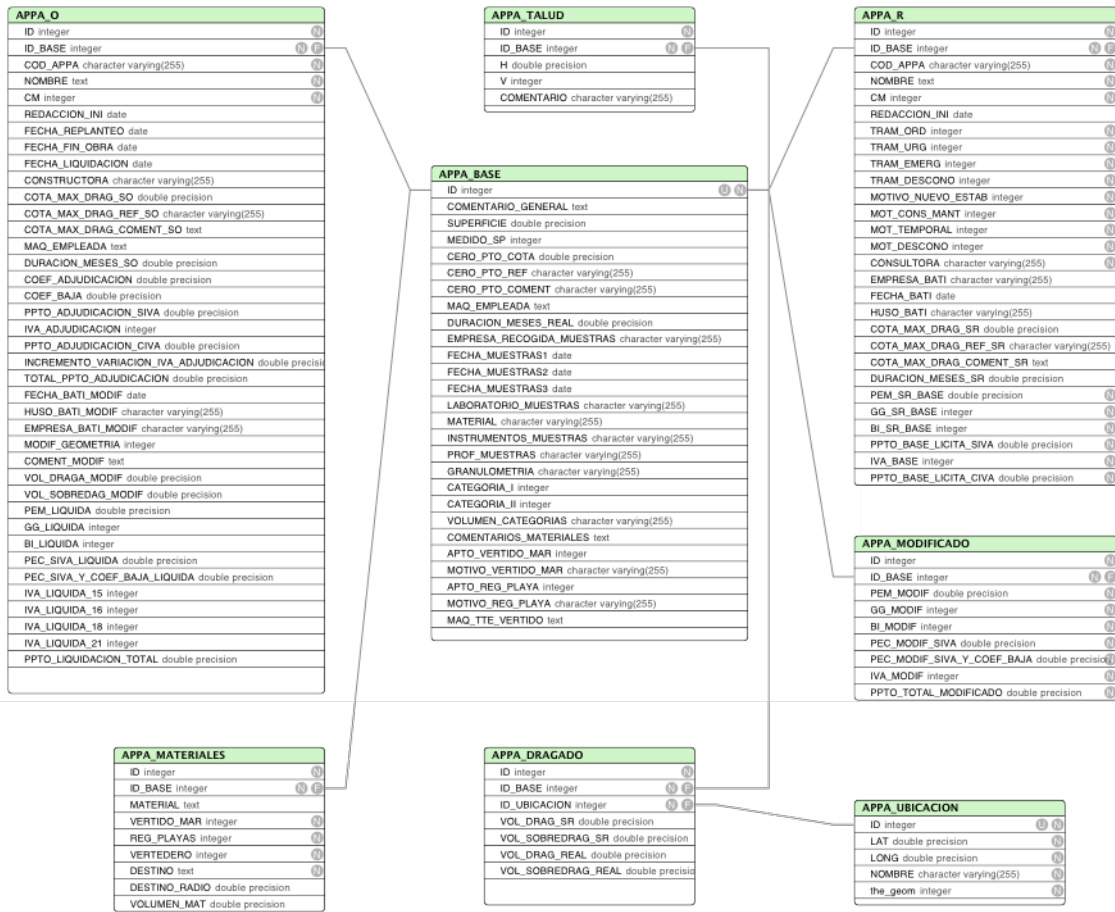 APPA_O
ID integer N
ID_BASE integer N F
COD_APPA character varying(255) N
NOMBRE text N
CM integer N
REDACCION_INI date
FECHA_REPLANTEO date
FECHA_FIN_OBRA date
FECHA_LIQUIDACION date
CONSTRUCTORA character varying(255)
COTA_MAX_DRAG_SO double precision
COTA_MAX_DRAG_REF_SO character varying(255)
COTA_MAX_DRAG_COMENT_SO text
MAQ_EMPLEADA text
DURACION_MESES_SO double precision
COEF_ADJUDICACION double precision
COEF_BAJA double precision
PPTO_ADJUDICACION_SIVA double precision
IVA_ADJUDICACION integer
PPTO_ADJUDICACION_CIVA double precision
INCREMENTO_VARIACION_IVA_ADJUDICACION double precisi
TOTAL_PPTO_ADJUDICACION double precision
FECHA_BATI_MODIF date
HUSO_BATI_MODIF character varying(255)
EMPRESA_BATI_MODIF character varying(255)
MODIF_GEOMETRIA integer
COMENT_MODIF text
VOL_DRAGA_MODIF double precision
VOL_SOBREDAG_MODIF double precision
PEM_LIQUIDA double precision
GG_LIQUIDA integer
BI_LIQUIDA integer
PEC_SIVA_LIQUIDA double precision
PEC_SIVA_Y_COEF_BAJA_LIQUIDA double precision
IVA_LIQUIDA_15 integer
IVA_LIQUIDA_16 integer
IVA_LIQUIDA_18 integer
IVA_LIQUIDA_21 integer
PPTO_LIQUIDACION_TOTAL double precision
APPA_TALUD
ID integer N
ID_BASE integer N F
H double precision
V integer
COMENTARIO character varying(255)
APPA_BASE
ID integer U N
COMENTARIO_GENERAL text
SUPERFICIE double precision
MEDIDO_SP integer
CERO_PTO_COTA double precision
CERO_PTO_REF character varying(255)
CERO_PTO_COMENT character varying(255)
MAQ_EMPLEADA text
DURACION_MESES_REAL double precision
EMPRESA_RECOGIDA_MUESTRAS character varying(255)
FECHA_MUESTRAS1 date
FECHA_MUESTRAS2 date
FECHA_MUESTRAS3 date
LABORATORIO_MUESTRAS character varying(255)
MATERIAL character varying(255)
INSTRUMENTOS_MUESTRAS character varying(255)
PROF_MUESTRAS character varying(255)
GRANULOMETRIA character varying(255)
CATEGORIA_I integer
CATEGORIA_II integer
VOLUMEN_CATEGORIAS character varying(255)
COMENTARIOS_MATERIALES text
APTO_VERTIDO_MAR integer
MOTIVO_VERTIDO_MAR character varying(255)
APTO_REG_PLAYA integer
MOTIVO_REG_PLAYA character varying(255)
MAQ_TTE_VERTIDO text
APPA_R
ID integer N
ID_BASE integer N F
COD_APPA character varying(255) N
NOMBRE text N
CM integer N
REDACCION_INI date
TRAM_ORD integer N
TRAM_URG integer N
TRAM_EMERG integer N
TRAM_DESCONO integer N
MOTIVO_NUEVO_ESTAB integer N
MOT_CONS_MANT integer N
MOT_TEMPORAL integer N
MOT_DESCONO integer N
CONSULTORA character varying(255) N
EMPRESA_BATI character varying(255)
FECHA_BATI date
HUSO_BATI character varying(255)
COTA_MAX_DRAG_SR double precision
COTA_MAX_DRAG_REF_SR character varying(255)
COTA_MAX_DRAG_COMENT_SR text
DURACION_MESES_SR double precision
PEM_SR_BASE double precision N
GG_SR_BASE integer N
BI_SR_BASE integer N
PPTO_BASE_LICITA_SIVA double precision N
IVA_BASE integer N
PPTO_BASE_LICITA_CIVA double precision N
APPA_MODIFICADO
ID integer N
ID_BASE integer N F
PEM_MODIF double precision N
GG_MODIF integer N
BI_MODIF integer N
PEC_MODIF_SIVA double precision N
PEC_MODIF_SIVA_Y_COEF_BAJA double precisio N
IVA_MODIF integer N
PPTO_TOTAL_MODIFICADO double precision N
APPA_MATERIALES
ID integer N
ID_BASE integer N F
MATERIAL text
VERTIDO_MAR integer N
REG_PLAYAS integer N
VERTEDERO integer N
DESTINO text N
DESTINO_RADIO double precision
VOLUMEN_MAT double precision
APPA_DRAGADO
ID integer N
ID_BASE integer N F
ID_UBICACION integer N F
VOL_DRAG_SR double precision
VOL_SOBREDRAG_SR double precision
VOL_DRAG_REAL double precision
VOL_SOBREDRAG_REAL double precisio
APPA_UBICACION
ID integer U N
LAT double precision N
LONG double precision N
NOMBRE character varying(255) N
the_geom integer N